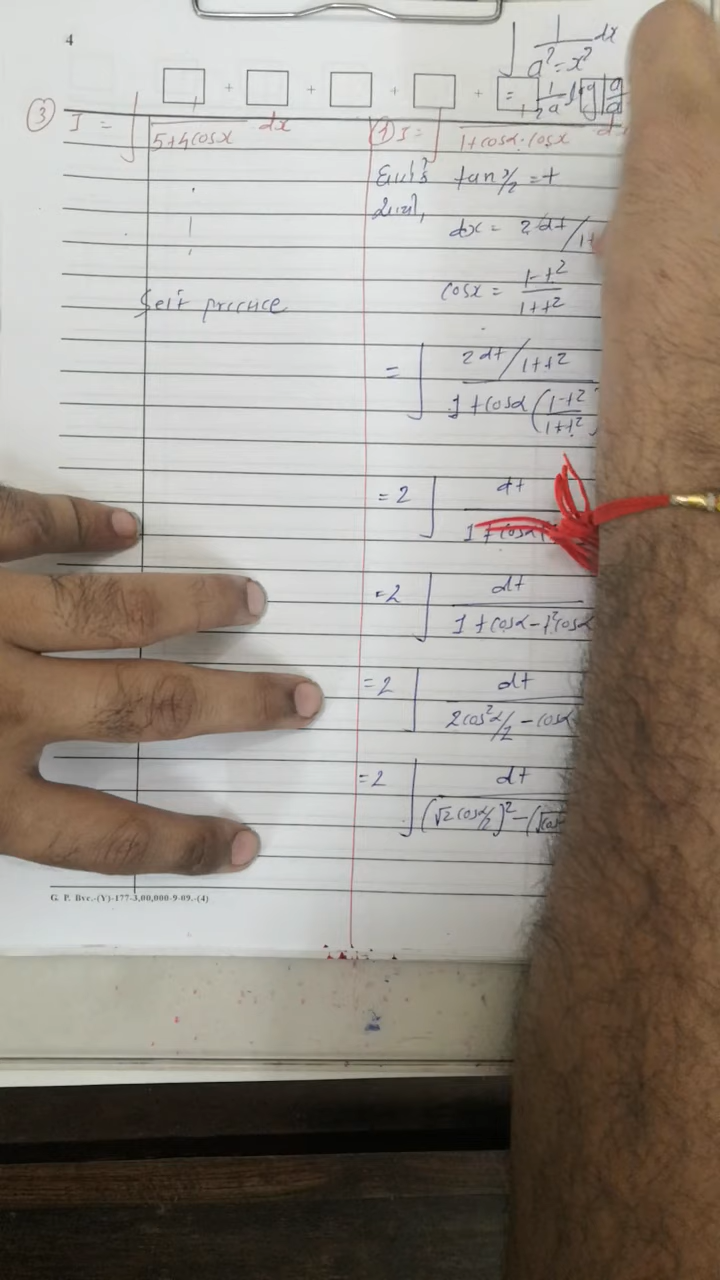 4
∫ 1/(a²-x²) dx
+ + + + = 1/2a log
③ I = ∫ 1/(5+4cosx) dx
Self practice
① I = ∫ 1/(1+cosα·cosx)
ધારો કે tan x/2 = t
dx = 2dt/1+
cosx = (1-t²)/(1+t²)
= ∫ (2dt/1+t²)/(1+cosα((1-t²)/(1+t²)
= 2 ∫ dt/
= 2 ∫ dt/(1+cosα-t²cosα
= 2 ∫ dt/(2cos²α/2 - cosα
= 2 ∫ dt/((√2 cosα/2)² - (√cos
G. P. Bvc.-(Y)-177-3,00,000-9-09.-(4)